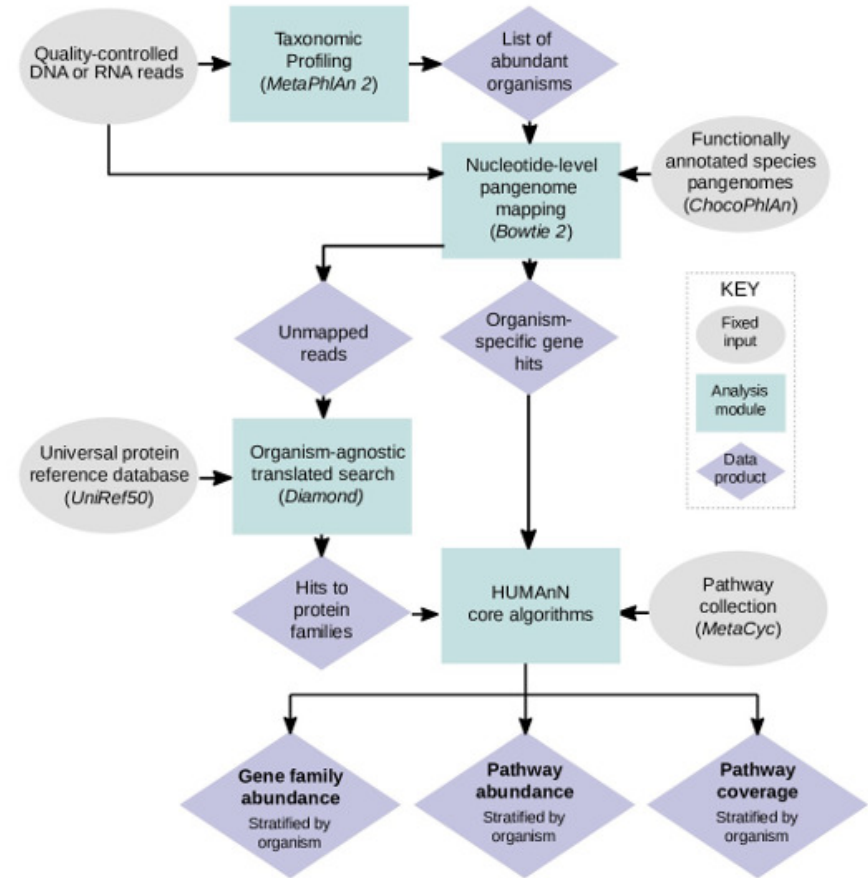 Quality-controlled
DNA or RNA reads
Taxonomic
Profiling
(MetaPhlAn 2)
List of
abundant
organisms
Nucleotide-level
pangenome
mapping
(Bowtie 2)
Functionally
annotated species
pangenomes
(ChocoPhlAn)
Unmapped
reads
Organism-
specific gene
hits
KEY
Fixed
input
Analysis
module
Data
product
Universal protein
reference database
(UniRef50)
Organism-agnostic
translated search
(Diamond)
Hits to
protein
families
HUMAnN
core algorithms
Pathway
collection
(MetaCyc)
Gene family
abundance
Stratified by
organism
Pathway
abundance
Stratified by
organism
Pathway
coverage
Stratified by
organism